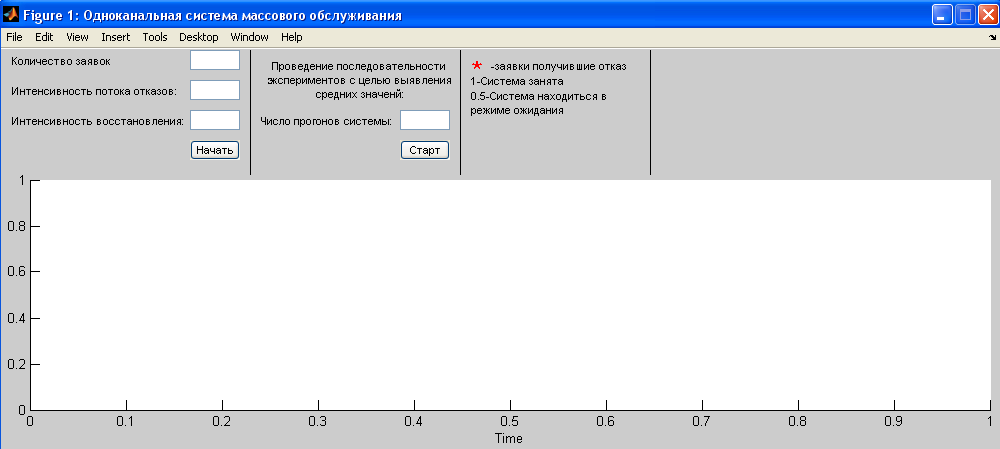 Figure 1: Одноканальная система массового обслуживания
File Edit View Insert Tools Desktop Window Help
Количество заявок
Интенсивность потока отказов:
Интенсивность восстановления:
Начать
Проведение последовательности
экспериментов с целью выявления
средних значенй:
Число прогонов системы:
Старт
* -заявки получившие отказ
1-Система занята
0.5-Система находиться в
режиме ожидания
1
0.8
0.6
0.4
0.2
0
0 0.1 0.2 0.3 0.4 0.5 0.6 0.7 0.8 0.9 1
Time